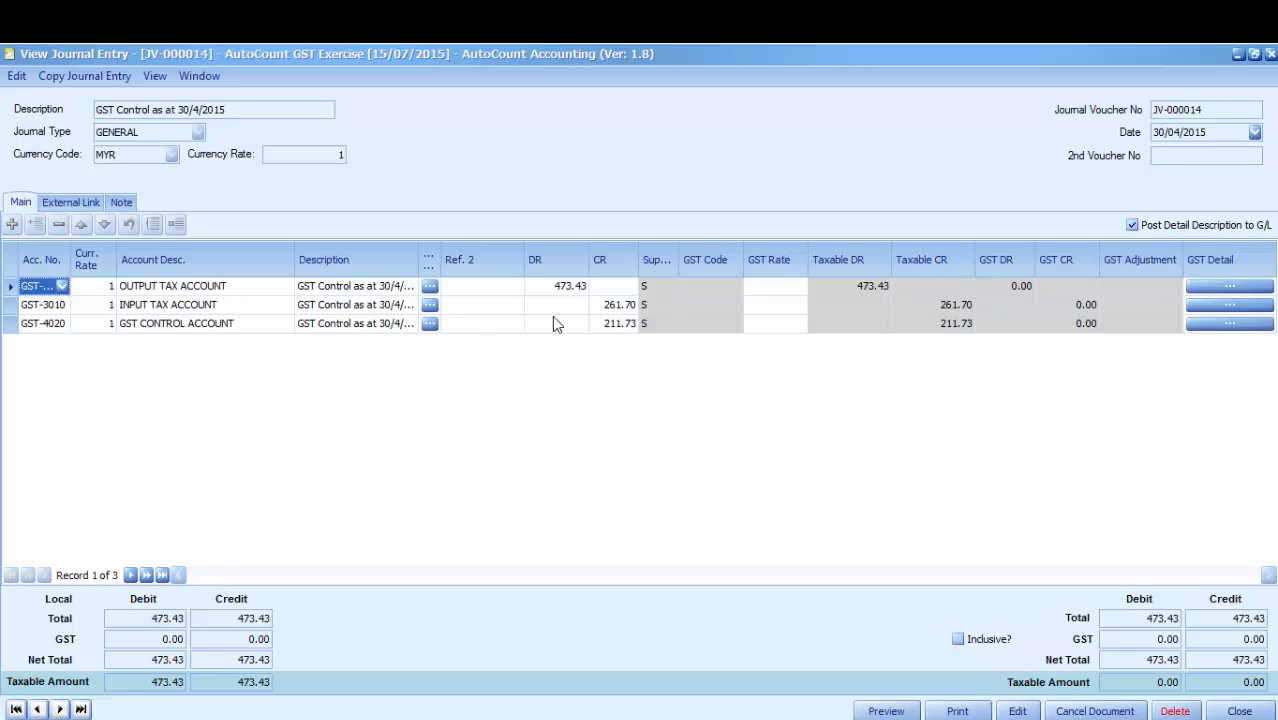 View Journal Entry - [JV-000014] - AutoCount GST Exercise [15/07/2015] - AutoCount Accounting (Ver: 1.8)
Edit Copy Journal Entry View Window
Description GST Control as at 30/4/2015 Journal Voucher No JV-000014
Journal Type GENERAL Date 30/04/2015
Currency Code: MYR Currency Rate: 1 2nd Voucher No
Main External Link Note
Post Detail Description to G/L
Acc. No. Curr. Rate Account Desc. Description ... ... Ref. 2 DR CR Sup... GST Code GST Rate Taxable DR Taxable CR GST DR GST CR GST Adjustment GST Detail
GST-... 1 OUTPUT TAX ACCOUNT GST Control as at 30/4/... ... 473.43 S 473.43 0.00 ...
GST-3010 1 INPUT TAX ACCOUNT GST Control as at 30/4/... ... 261.70 S 261.70 0.00 ...
GST-4020 1 GST CONTROL ACCOUNT GST Control as at 30/4/... ... 211.73 S 211.73 0.00 ...
Record 1 of 3
Local Debit Credit Debit Credit
Total 473.43 473.43 Total 473.43 473.43
GST 0.00 0.00 Inclusive? GST 0.00 0.00
Net Total 473.43 473.43 Net Total 473.43 473.43
Taxable Amount 473.43 473.43 Taxable Amount 0.00 0.00
Preview Print Edit Cancel Document Delete Close